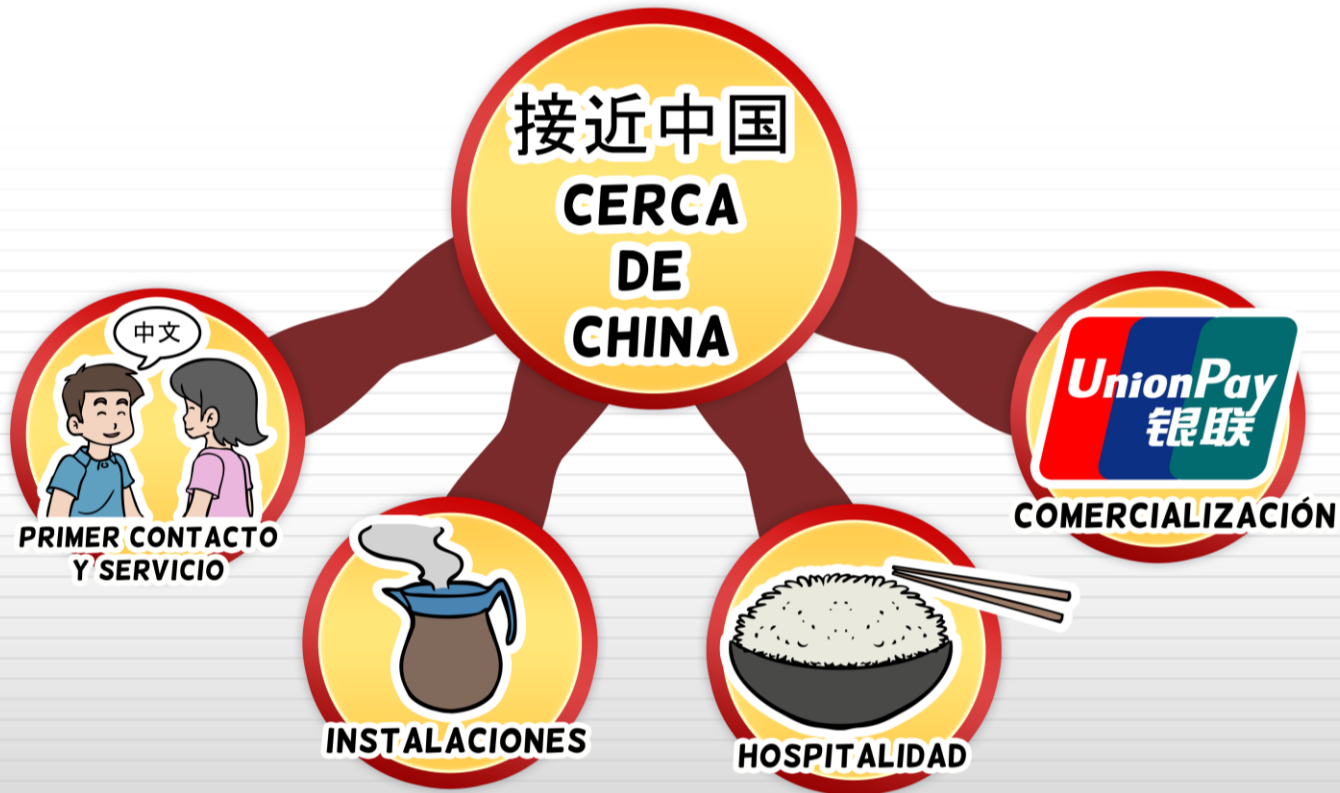 接近中国
CERCA
DE
CHINA
中文
PRIMER CONTACTO
Y SERVICIO
INSTALACIONES
HOSPITALIDAD
UnionPay
银联
COMERCIALIZACIÓN